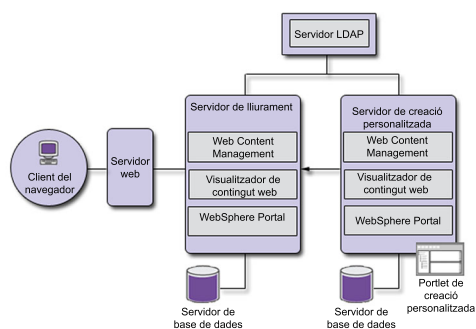 Servidor LDAP
Servidor de lliurament
Web Content
Management
Visualitzador de
contingut web
WebSphere Portal
Servidor de creació
personalitzada
Web Content
Management
Visualitzador de
contingut web
WebSphere Portal
Client del
navegador
Servidor
web
Portlet de
creació
personalitzada
Servidor de
base de dades
Servidor de
base de dades